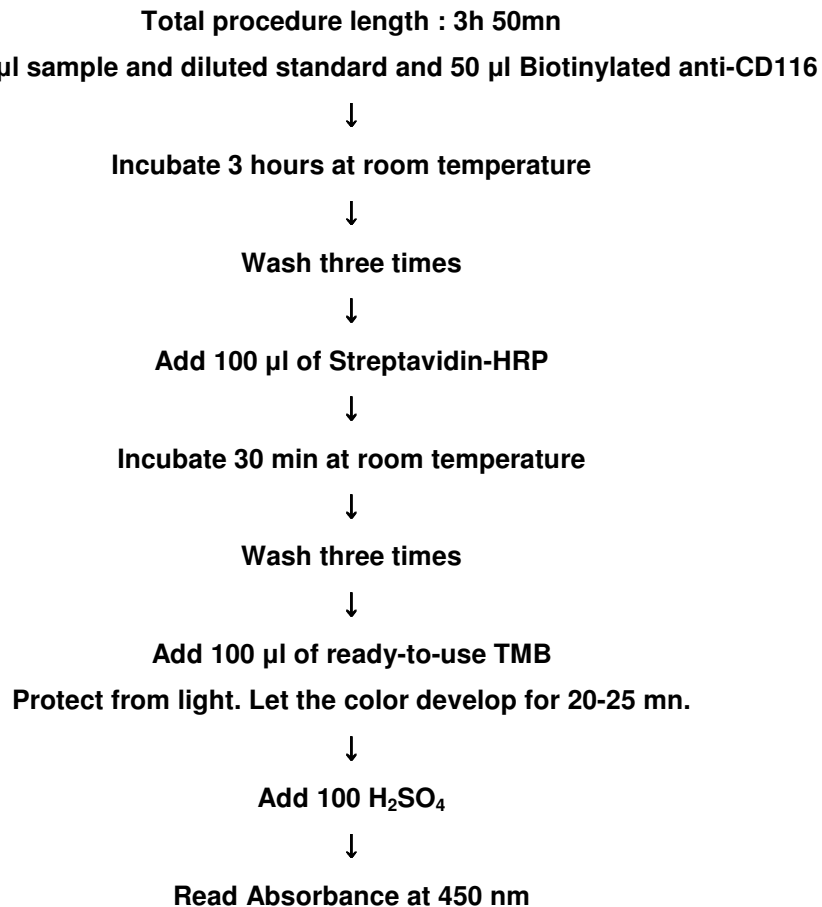 Total procedure length : 3h 50mn
µl sample and diluted standard and 50 µl Biotinylated anti-CD116
↓
Incubate 3 hours at room temperature
↓
Wash three times
↓
Add 100 µl of Streptavidin-HRP
↓
Incubate 30 min at room temperature
↓
Wash three times
↓
Add 100 µl of ready-to-use TMB
Protect from light. Let the color develop for 20-25 mn.
↓
Add 100 H₂SO₄
↓
Read Absorbance at 450 nm